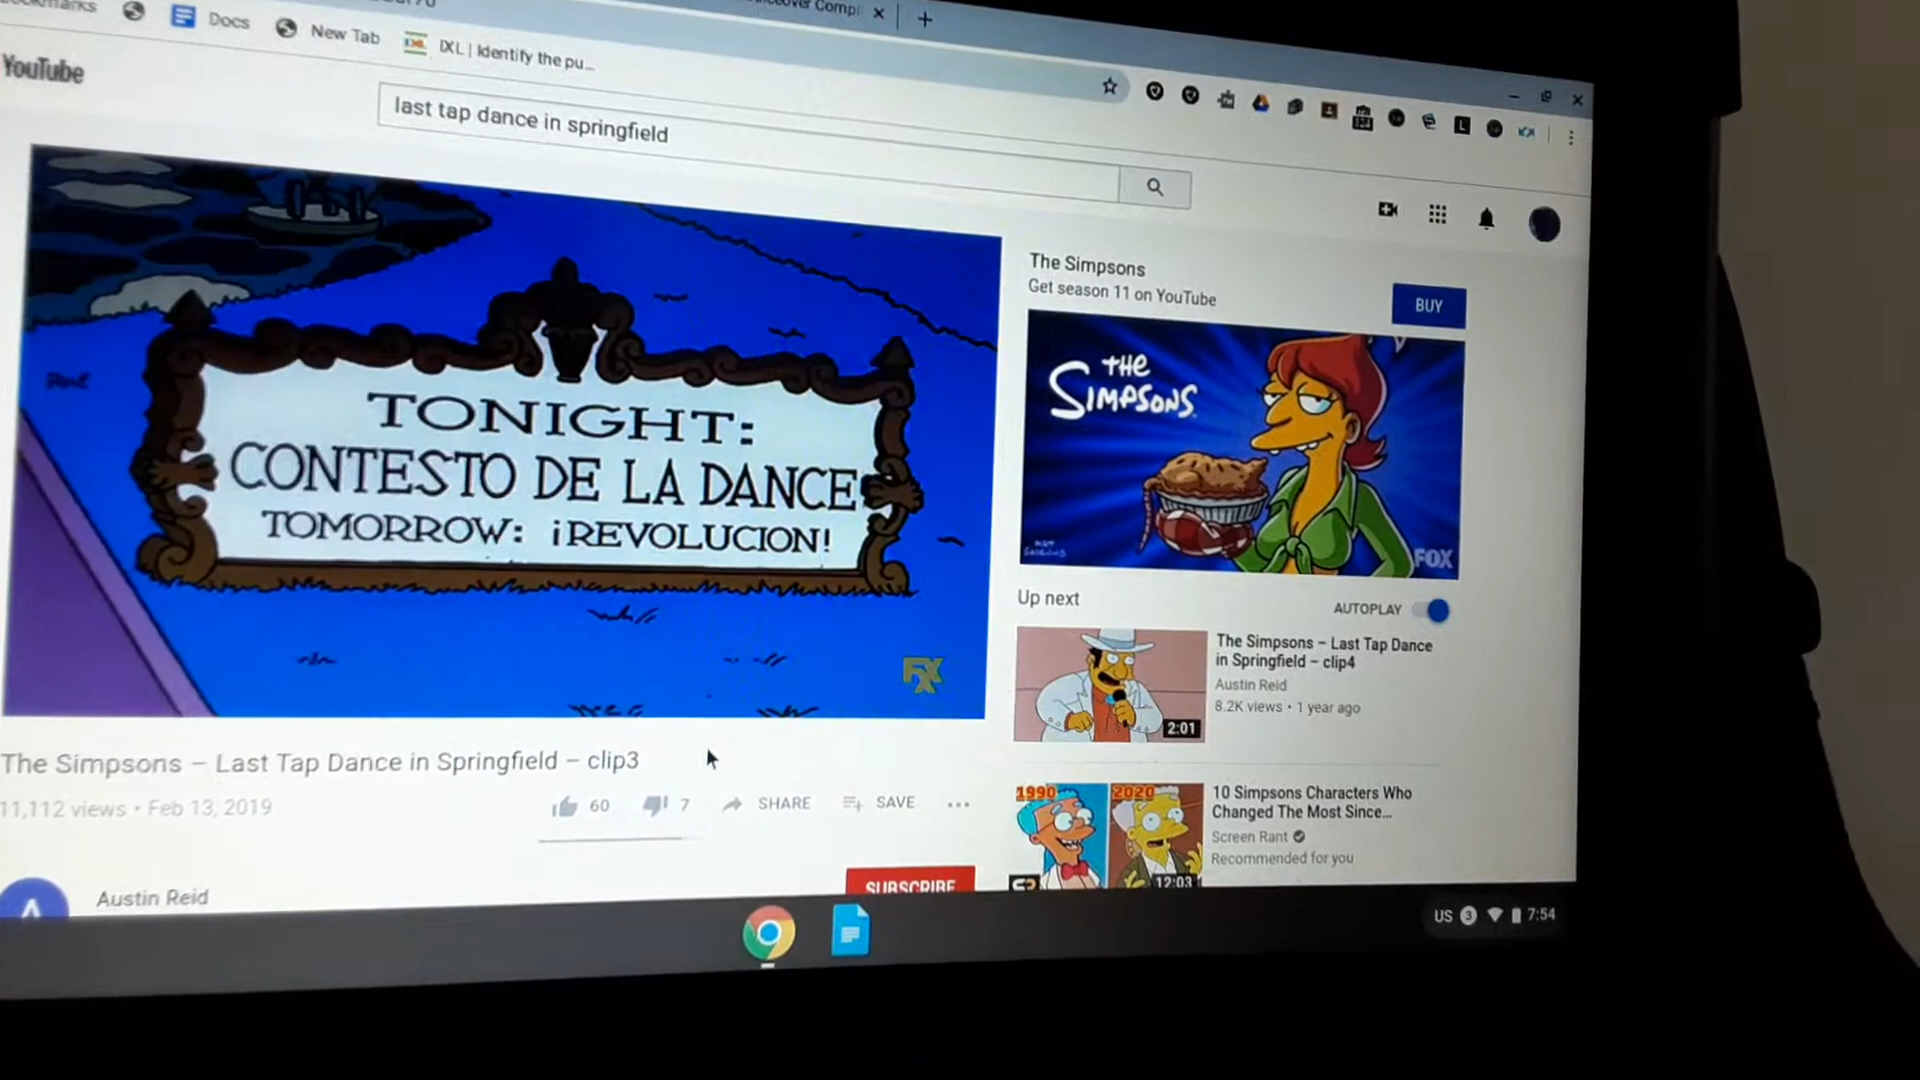 Docs
New Tab
IXL | Identify the pu...
YouTube
last tap dance in springfield
TONIGHT:
CONTESTO DE LA DANCE
TOMORROW: ¡REVOLUCION!
FXX
The Simpsons – Last Tap Dance in Springfield – clip3
11,112 views • Feb 13, 2019
60
7
SHARE
SAVE
A
Austin Reid
SUBSCRIBE
The Simpsons
Get season 11 on YouTube
BUY
THE
SIMPSONS
MATT GROENING
FOX
Up next
AUTOPLAY
The Simpsons – Last Tap Dance
in Springfield – clip4
Austin Reid
8.2K views • 1 year ago
2:01
1990
2020
10 Simpsons Characters Who
Changed The Most Since...
Screen Rant
Recommended for you
12:03
US 3 7:54